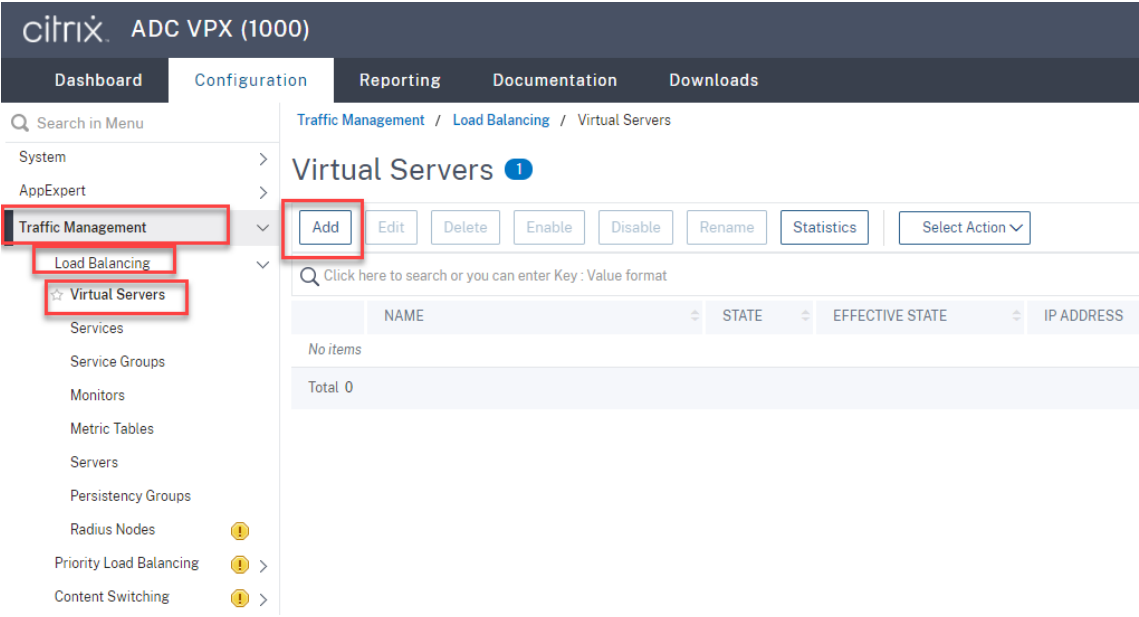 citrix. ADC VPX (1000)
Dashboard Configuration Reporting Documentation Downloads
Search in Menu
System
AppExpert
Traffic Management
Load Balancing
Virtual Servers
Services
Service Groups
Monitors
Metric Tables
Servers
Persistency Groups
Radius Nodes
Priority Load Balancing
Content Switching
Traffic Management / Load Balancing / Virtual Servers
Virtual Servers 1
Add Edit Delete Enable Disable Rename Statistics Select Action
Click here to search or you can enter Key : Value format
NAME STATE EFFECTIVE STATE IP ADDRESS
No items
Total 0